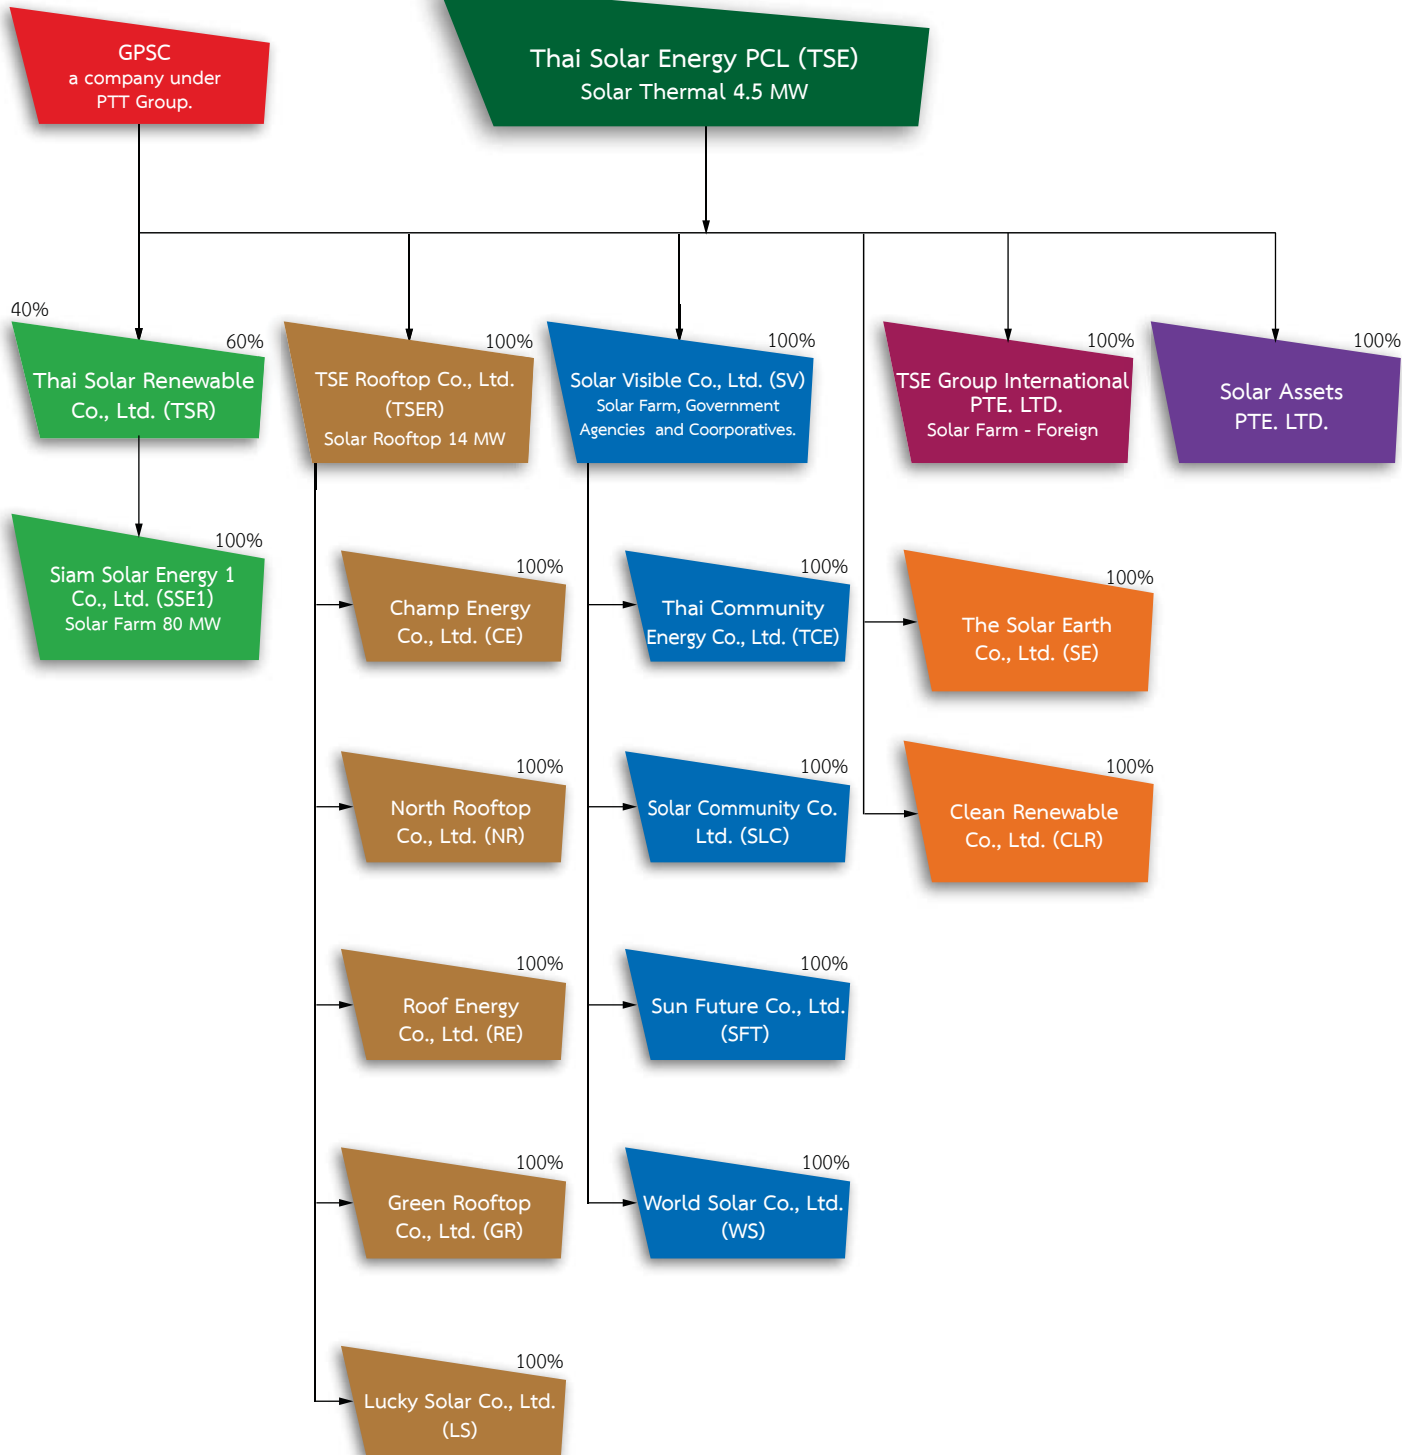 GPSC
a company under
PTT Group.
Thai Solar Energy PCL (TSE)
Solar Thermal 4.5 MW
40%
60%
Thai Solar Renewable
Co., Ltd. (TSR)
100%
TSE Rooftop Co., Ltd.
(TSER)
Solar Rooftop 14 MW
100%
Solar Visible Co., Ltd. (SV)
Solar Farm, Government
Agencies and Coorporatives.
100%
TSE Group International
PTE. LTD.
Solar Farm - Foreign
100%
Solar Assets
PTE. LTD.
100%
Siam Solar Energy 1
Co., Ltd. (SSE1)
Solar Farm 80 MW
100%
Champ Energy
Co., Ltd. (CE)
100%
Thai Community
Energy Co., Ltd. (TCE)
100%
The Solar Earth
Co., Ltd. (SE)
100%
North Rooftop
Co., Ltd. (NR)
100%
Solar Community Co.
Ltd. (SLC)
100%
Clean Renewable
Co., Ltd. (CLR)
100%
Roof Energy
Co., Ltd. (RE)
100%
Sun Future Co., Ltd.
(SFT)
100%
Green Rooftop
Co., Ltd. (GR)
100%
World Solar Co., Ltd.
(WS)
100%
Lucky Solar Co., Ltd.
(LS)